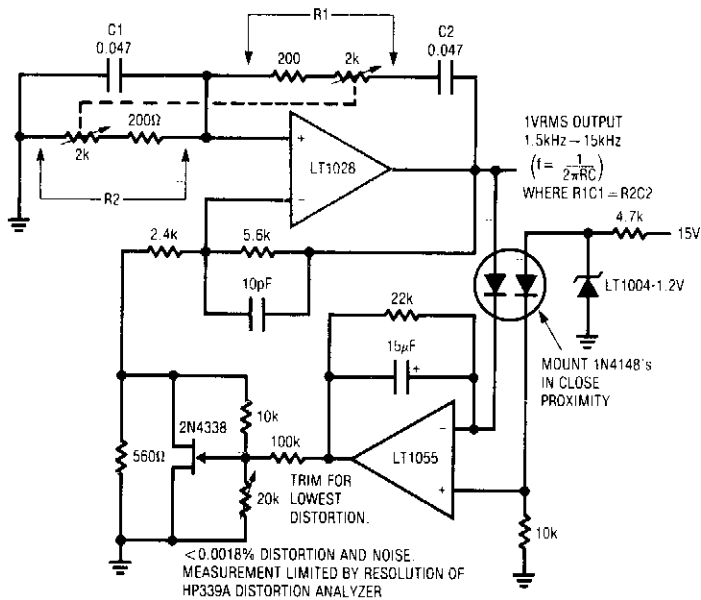 R1
C1
0.047
C2
0.047
200
2k
200Ω
2k
R2
+
−
LT1028
1VRMS OUTPUT
1.5kHz – 15kHz
(f = 1/2πRC)
WHERE R1C1 = R2C2
4.7k
15V
LT1004-1.2V
2.4k
5.6k
10pF
22k
15µF
+
MOUNT 1N4148's
IN CLOSE
PROXIMITY
−
LT1055
+
2N4338
10k
100k
560Ω
20k
TRIM FOR
LOWEST
DISTORTION.
10k
<0.0018% DISTORTION AND NOISE.
MEASUREMENT LIMITED BY RESOLUTION OF
HP339A DISTORTION ANALYZER